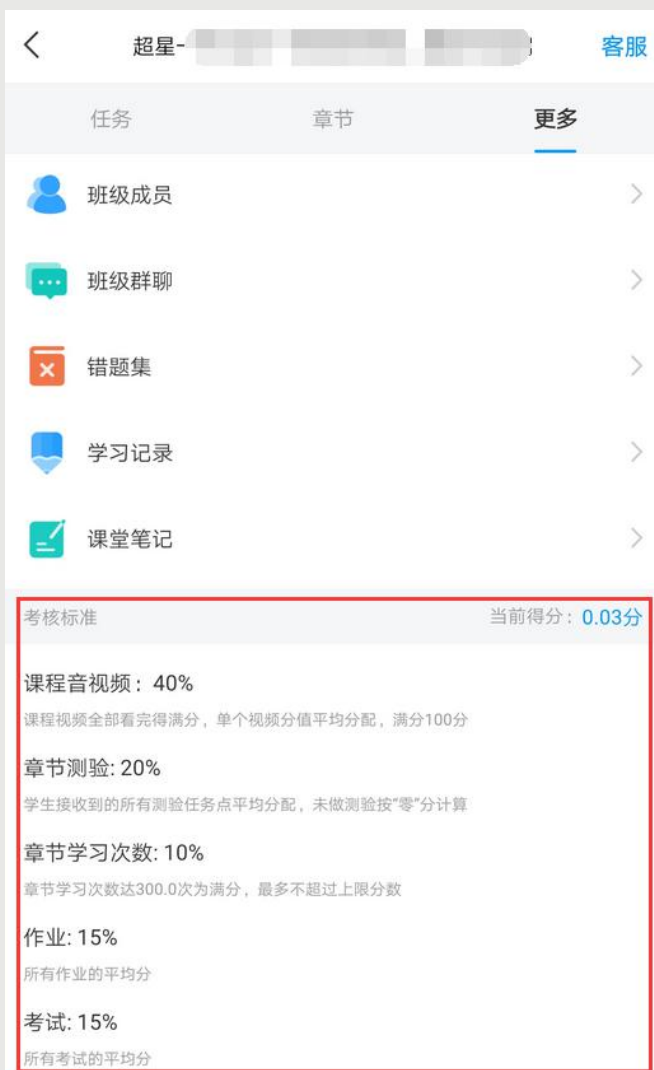 超星-
客服
任务
章节
更多
班级成员
班级群聊
错题集
学习记录
课堂笔记
考核标准
当前得分：0.03分
课程音视频：40%
课程视频全部看完得满分，单个视频分值平均分配，满分100分
章节测验: 20%
学生接收到的所有测验任务点平均分配，未做测验按“零”分计算
章节学习次数: 10%
章节学习次数达300.0次为满分，最多不超过上限分数
作业: 15%
所有作业的平均分
考试: 15%
所有考试的平均分